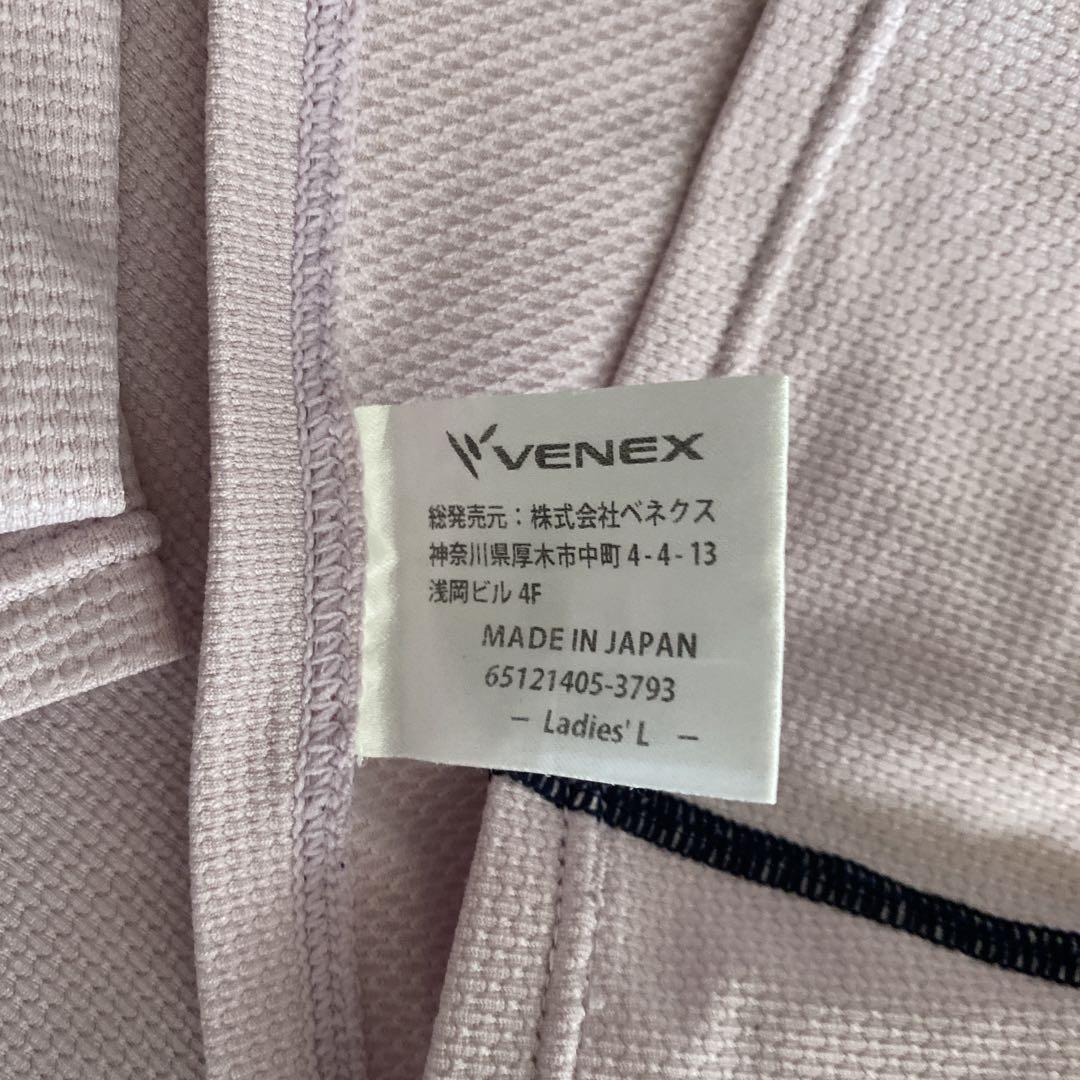 VENEX
総発売元：株式会社ベネクス
神奈川県厚木市中町 4 - 4 - 13
浅岡ビル 4F
MADE IN JAPAN
65121405-3793
– Ladies' L –